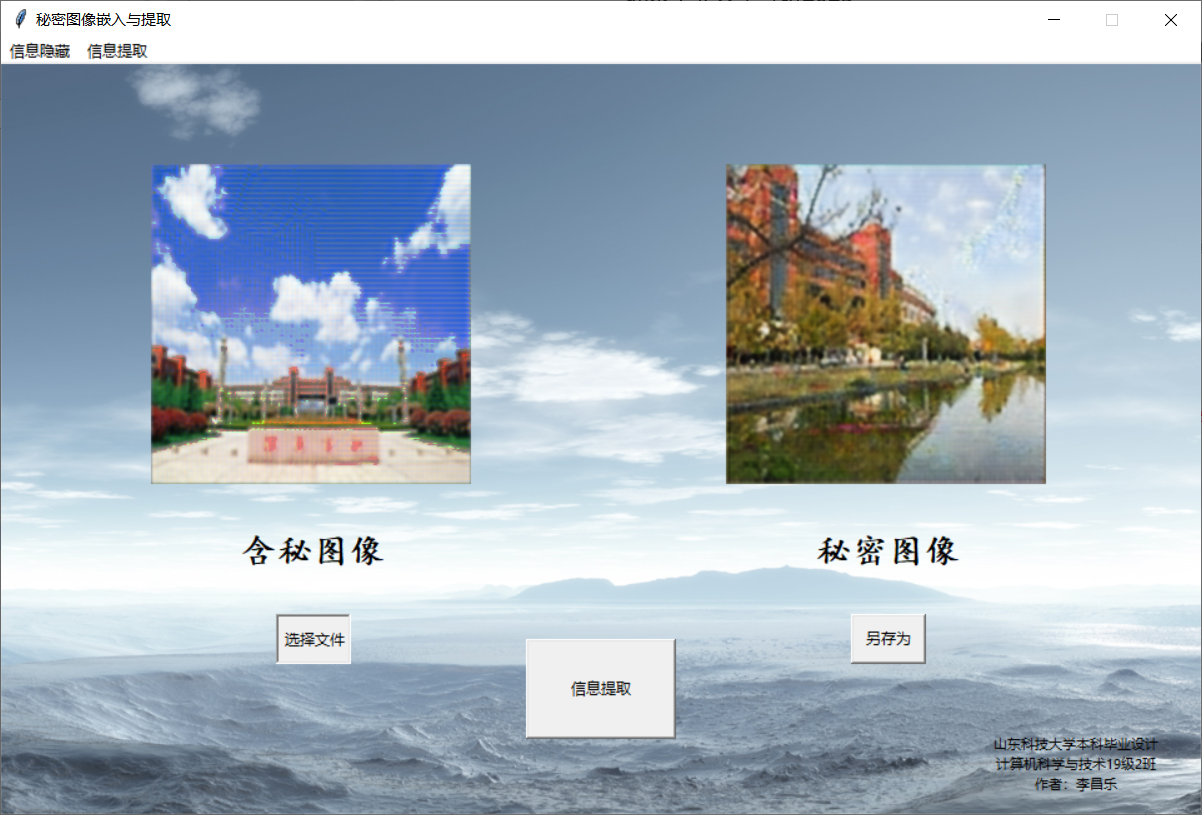 秘密图像嵌入与提取
信息隐藏 信息提取
含秘图像
秘密图像
选择文件
另存为
信息提取
山东科技大学本科毕业设计
计算机科学与技术19级2班
作者：李昌乐